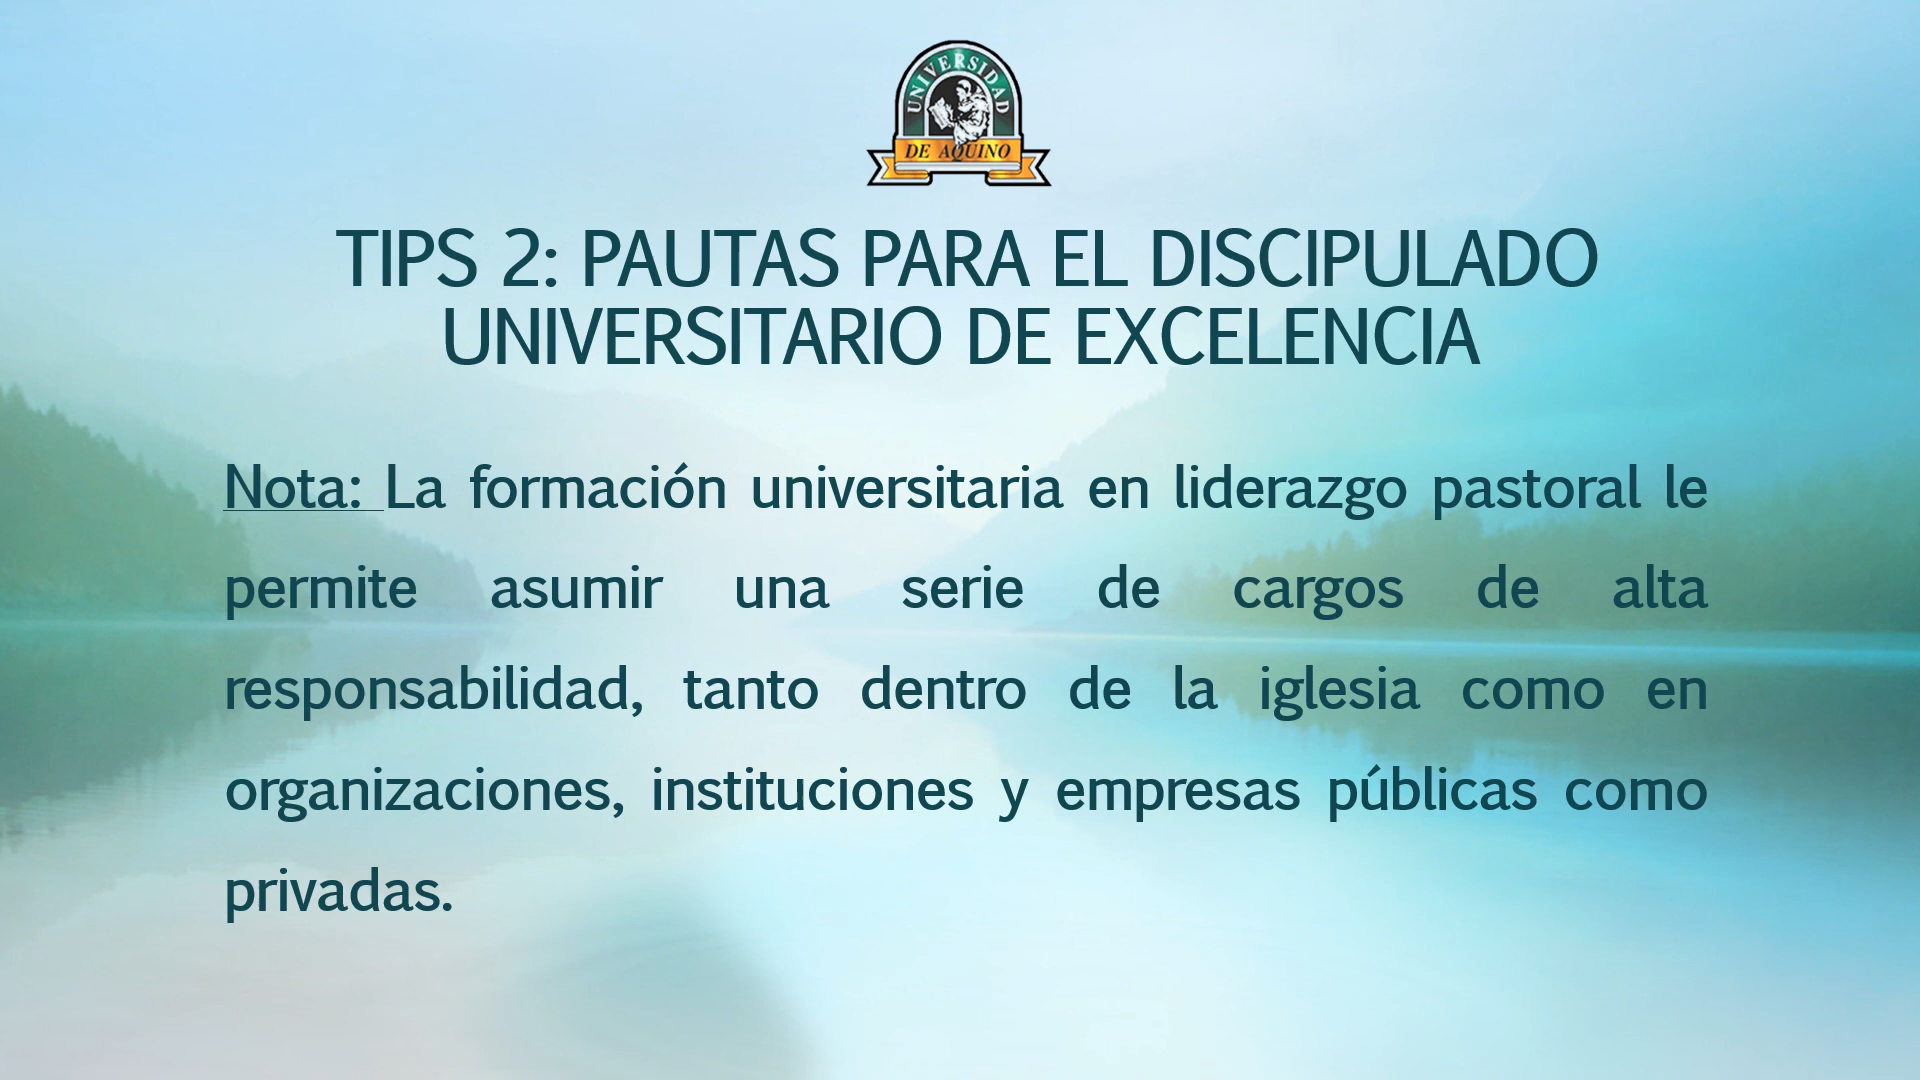 UNIVERSIDAD
DE AQUINO
TIPS 2: PAUTAS PARA EL DISCIPULADO
UNIVERSITARIO DE EXCELENCIA
Nota: La formación universitaria en liderazgo pastoral le
permite asumir una serie de cargos de alta
responsabilidad, tanto dentro de la iglesia como en
organizaciones, instituciones y empresas públicas como
privadas.